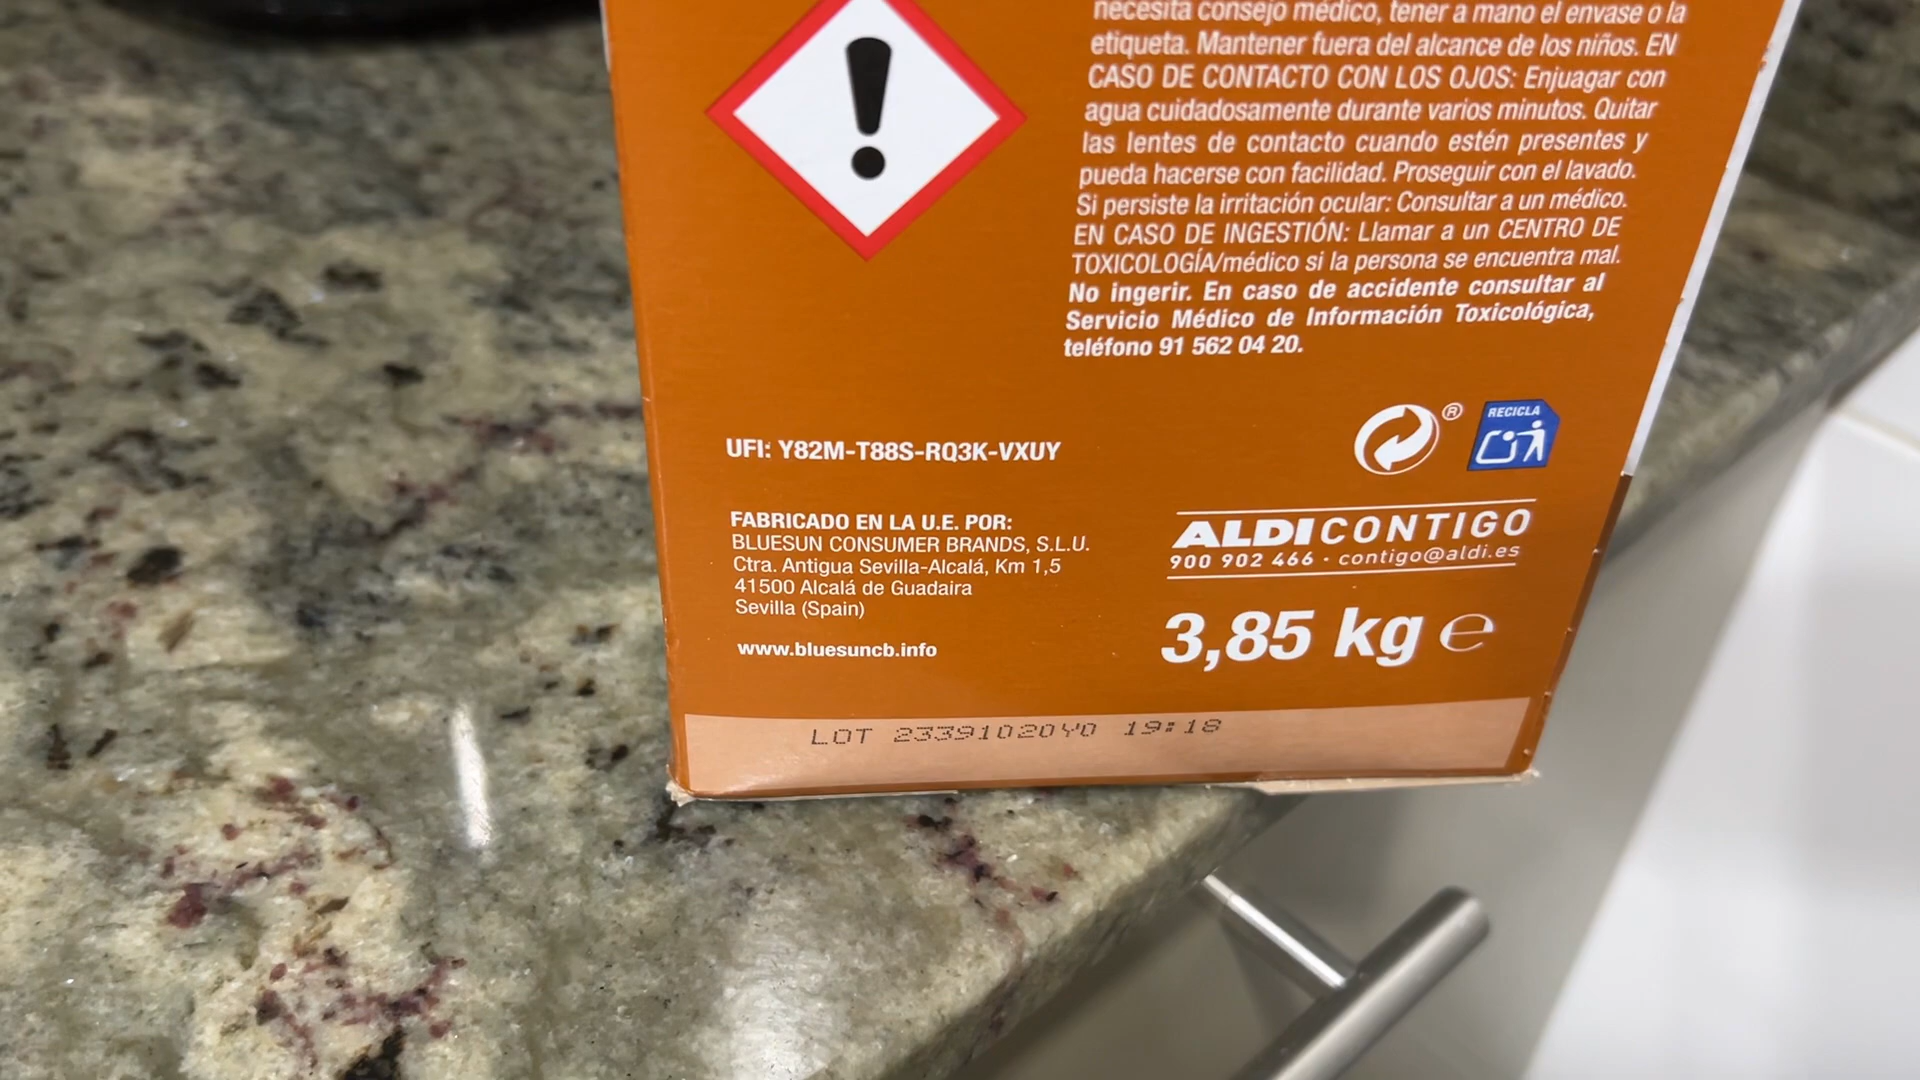 necesita consejo médico, tener a mano el envase o la
etiqueta. Mantener fuera del alcance de los niños. EN
CASO DE CONTACTO CON LOS OJOS: Enjuagar con
agua cuidadosamente durante varios minutos. Quitar
las lentes de contacto cuando estén presentes y
pueda hacerse con facilidad. Proseguir con el lavado.
Si persiste la irritación ocular: Consultar a un médico.
EN CASO DE INGESTIÓN: Llamar a un CENTRO DE
TOXICOLOGÍA/médico si la persona se encuentra mal.
No ingerir. En caso de accidente consultar al
Servicio Médico de Información Toxicológica,
teléfono 91 562 04 20.
®
RECICLA
UFI: Y82M-T88S-RQ3K-VXUY
FABRICADO EN LA U.E. POR:
BLUESUN CONSUMER BRANDS, S.L.U.
Ctra. Antigua Sevilla-Alcalá, Km 1,5
41500 Alcalá de Guadaira
Sevilla (Spain)
www.bluesuncb.info
ALDI CONTIGO
900 902 466 · contigo@aldi.es
3,85 kg ℮
LOT 23391020Y0 19:18